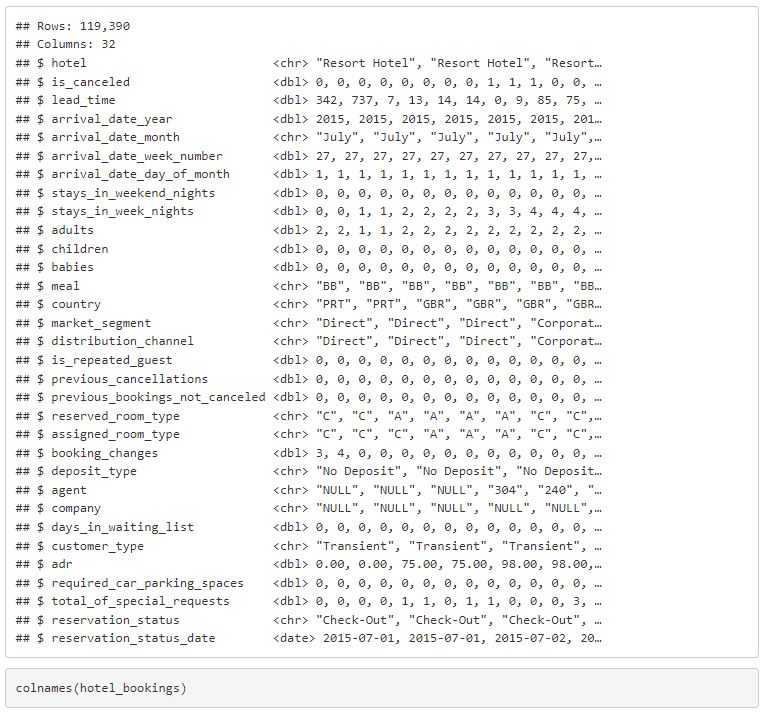 ## Rows: 119,390
## Columns: 32
## $ hotel                          <chr> "Resort Hotel", "Resort Hotel", "Resort…
## $ is_canceled                    <dbl> 0, 0, 0, 0, 0, 0, 0, 0, 1, 1, 1, 0, 0, …
## $ lead_time                      <dbl> 342, 737, 7, 13, 14, 14, 0, 9, 85, 75, …
## $ arrival_date_year              <dbl> 2015, 2015, 2015, 2015, 2015, 2015, 201…
## $ arrival_date_month             <chr> "July", "July", "July", "July", "July",…
## $ arrival_date_week_number       <dbl> 27, 27, 27, 27, 27, 27, 27, 27, 27, 27,…
## $ arrival_date_day_of_month      <dbl> 1, 1, 1, 1, 1, 1, 1, 1, 1, 1, 1, 1, 1, …
## $ stays_in_weekend_nights        <dbl> 0, 0, 0, 0, 0, 0, 0, 0, 0, 0, 0, 0, 0, …
## $ stays_in_week_nights           <dbl> 0, 0, 1, 1, 2, 2, 2, 2, 3, 3, 4, 4, 4, …
## $ adults                         <dbl> 2, 2, 1, 1, 2, 2, 2, 2, 2, 2, 2, 2, 2, …
## $ children                       <dbl> 0, 0, 0, 0, 0, 0, 0, 0, 0, 0, 0, 0, 0, …
## $ babies                         <dbl> 0, 0, 0, 0, 0, 0, 0, 0, 0, 0, 0, 0, 0, …
## $ meal                           <chr> "BB", "BB", "BB", "BB", "BB", "BB", "BB…
## $ country                        <chr> "PRT", "PRT", "GBR", "GBR", "GBR", "GBR…
## $ market_segment                 <chr> "Direct", "Direct", "Direct", "Corporat…
## $ distribution_channel           <chr> "Direct", "Direct", "Direct", "Corporat…
## $ is_repeated_guest              <dbl> 0, 0, 0, 0, 0, 0, 0, 0, 0, 0, 0, 0, 0, …
## $ previous_cancellations         <dbl> 0, 0, 0, 0, 0, 0, 0, 0, 0, 0, 0, 0, 0, …
## $ previous_bookings_not_canceled <dbl> 0, 0, 0, 0, 0, 0, 0, 0, 0, 0, 0, 0, 0, …
## $ reserved_room_type             <chr> "C", "C", "A", "A", "A", "A", "C", "C",…
## $ assigned_room_type             <chr> "C", "C", "C", "A", "A", "A", "C", "C",…
## $ booking_changes                <dbl> 3, 4, 0, 0, 0, 0, 0, 0, 0, 0, 0, 0, 0, …
## $ deposit_type                   <chr> "No Deposit", "No Deposit", "No Deposit…
## $ agent                          <chr> "NULL", "NULL", "NULL", "304", "240", "…
## $ company                        <chr> "NULL", "NULL", "NULL", "NULL", "NULL",…
## $ days_in_waiting_list           <dbl> 0, 0, 0, 0, 0, 0, 0, 0, 0, 0, 0, 0, 0, …
## $ customer_type                  <chr> "Transient", "Transient", "Transient", …
## $ adr                            <dbl> 0.00, 0.00, 75.00, 75.00, 98.00, 98.00,…
## $ required_car_parking_spaces    <dbl> 0, 0, 0, 0, 0, 0, 0, 0, 0, 0, 0, 0, 0, …
## $ total_of_special_requests      <dbl> 0, 0, 0, 0, 1, 1, 0, 1, 1, 0, 0, 0, 3, …
## $ reservation_status             <chr> "Check-Out", "Check-Out", "Check-Out", …
## $ reservation_status_date        <date> 2015-07-01, 2015-07-01, 2015-07-02, 20…
colnames(hotel_bookings)